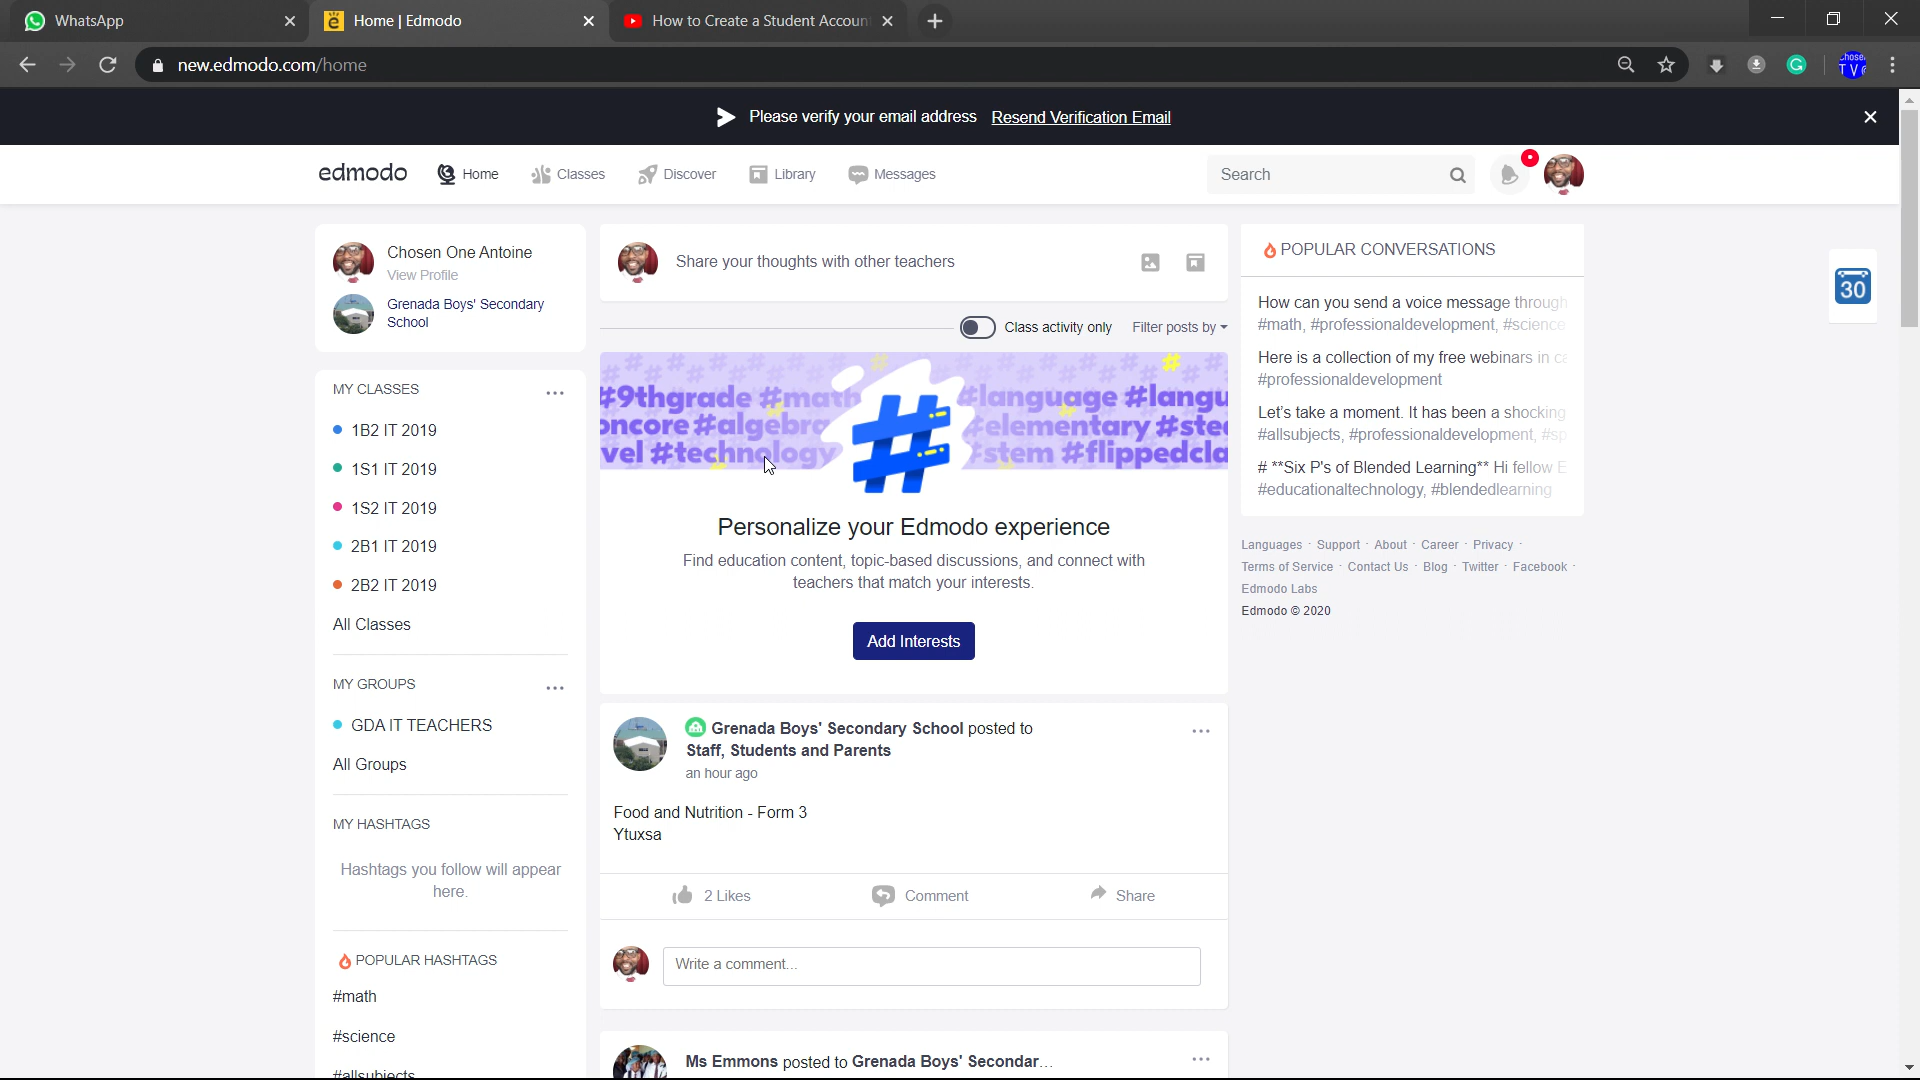 WhatsApp
Home | Edmodo
How to Create a Student Accoun
new.edmodo.com/home
Please verify your email address Resend Verification Email
edmodo Home Classes Discover Library Messages
Search
Chosen One Antoine
View Profile
Grenada Boys' Secondary
School
MY CLASSES
1B2 IT 2019
1S1 IT 2019
1S2 IT 2019
2B1 IT 2019
2B2 IT 2019
All Classes
MY GROUPS
GDA IT TEACHERS
All Groups
MY HASHTAGS
Hashtags you follow will appear
here.
POPULAR HASHTAGS
#math
#science
#allsubjects
Share your thoughts with other teachers
Class activity only Filter posts by
#9thgrade #math #language #langu
oncore #algebra #elementary #ste
vel #technology #stem #flippedcla
#
Personalize your Edmodo experience
Find education content, topic-based discussions, and connect with
teachers that match your interests.
Add Interests
Grenada Boys' Secondary School posted to
Staff, Students and Parents
an hour ago
Food and Nutrition - Form 3
Ytuxsa
2 Likes Comment Share
Write a comment...
Ms Emmons posted to Grenada Boys' Secondar...
POPULAR CONVERSATIONS
How can you send a voice message through
#math, #professionaldevelopment, #science
Here is a collection of my free webinars in ca
#professionaldevelopment
Let's take a moment. It has been a shocking
#allsubjects, #professionaldevelopment, #sp
# **Six P's of Blended Learning** Hi fellow E
#educationaltechnology, #blendedlearning
Languages · Support · About · Career · Privacy ·
Terms of Service · Contact Us · Blog · Twitter · Facebook ·
Edmodo Labs
Edmodo © 2020
30